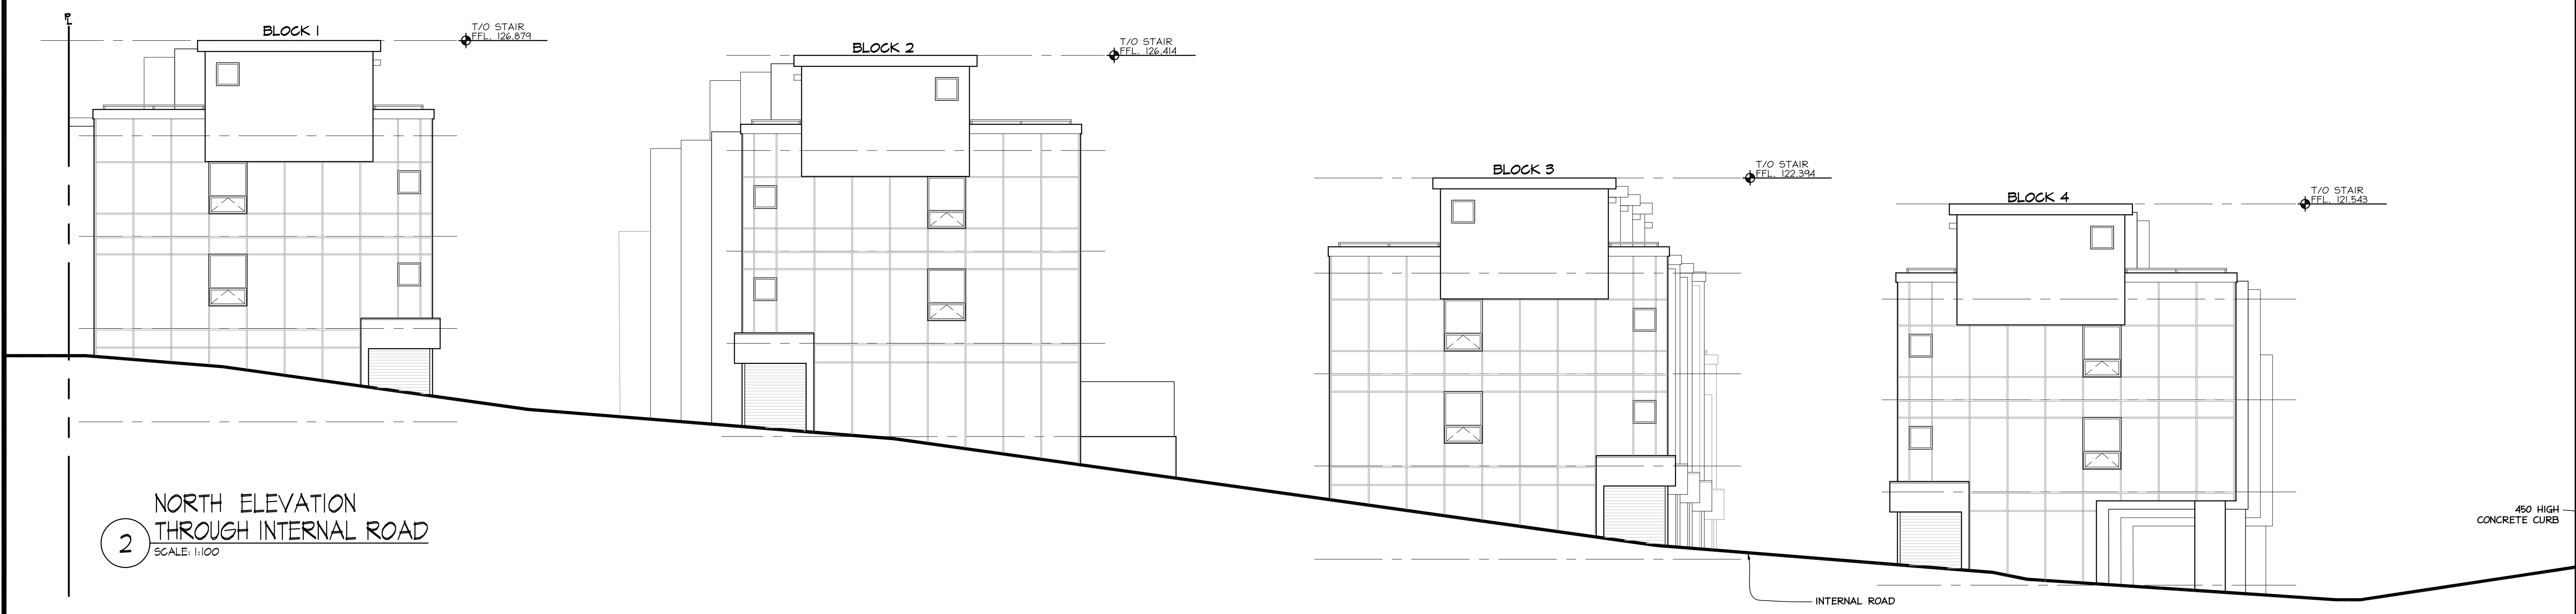 PL
BLOCK 1
T/O STAIR
FFL. 126.879
BLOCK 2
T/O STAIR
FFL. 126.414
BLOCK 3
T/O STAIR
FFL. 122.394
BLOCK 4
T/O STAIR
FFL. 121.543
2
NORTH ELEVATION
THROUGH INTERNAL ROAD
SCALE: 1:100
450 HIGH
CONCRETE CURB
INTERNAL ROAD